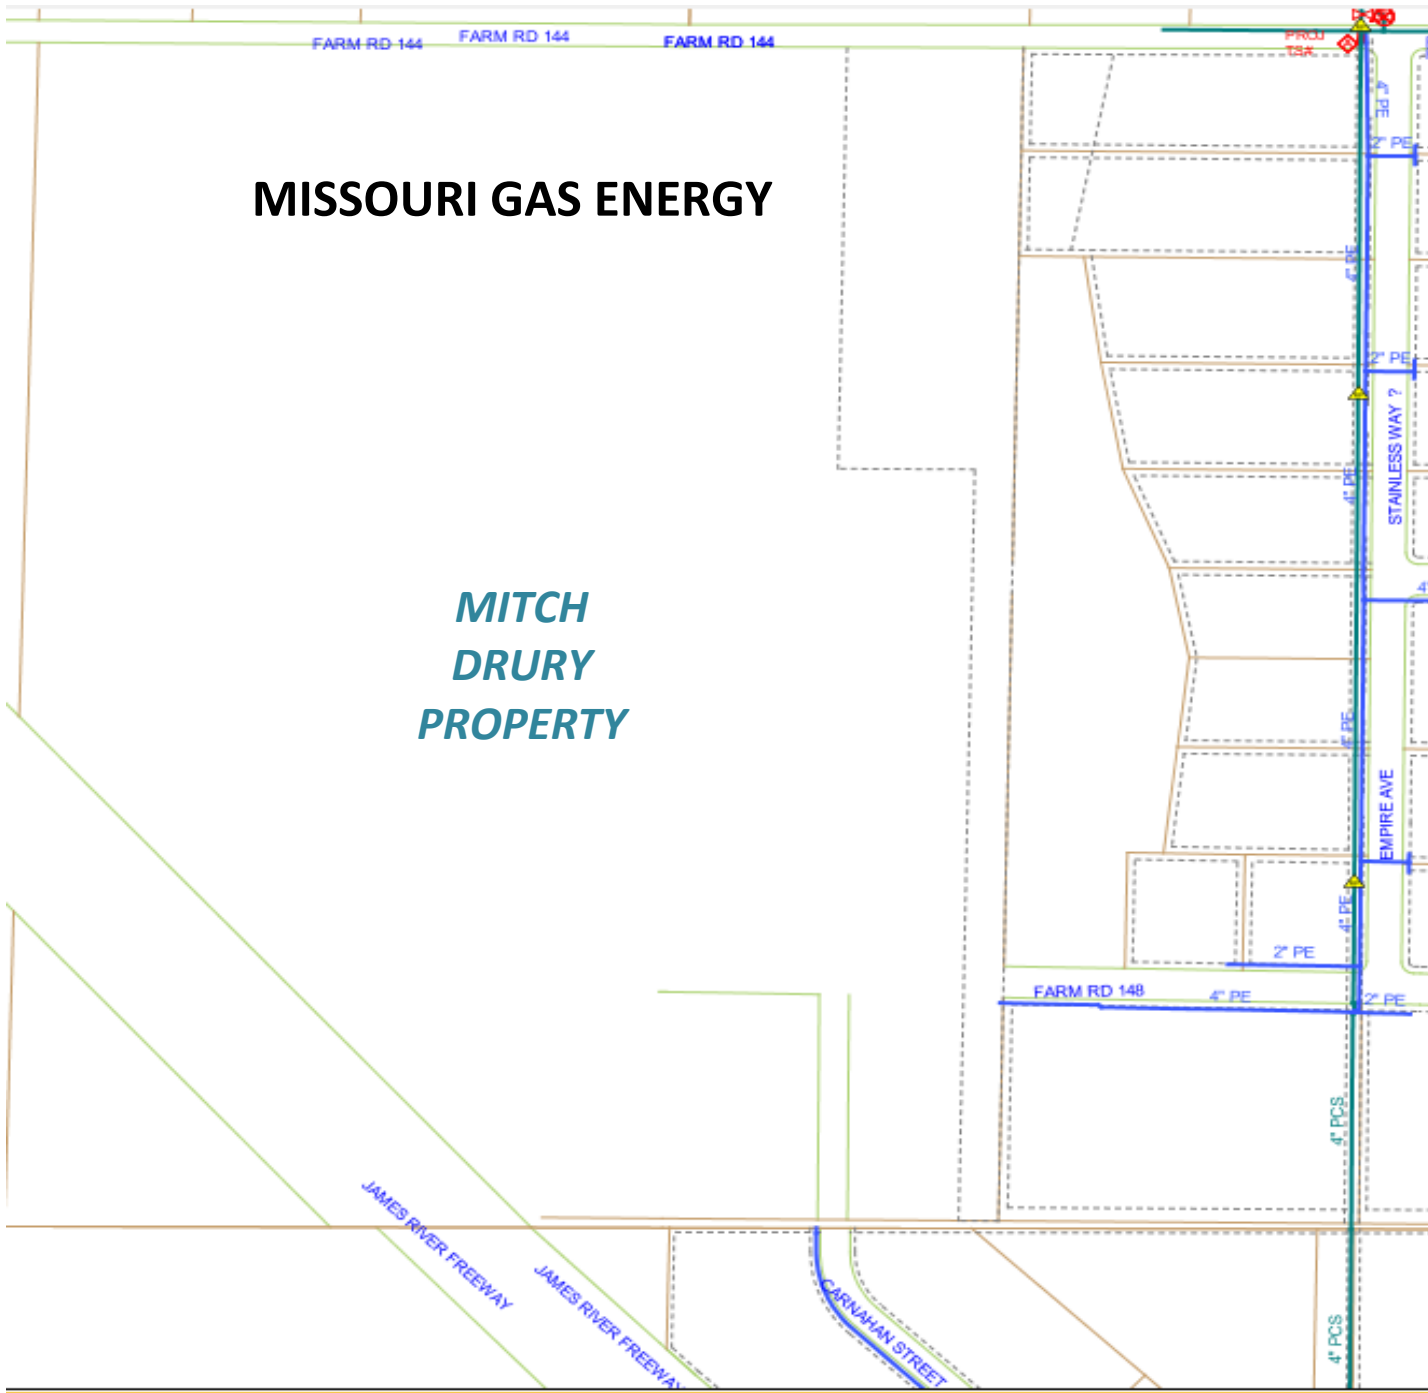 FARM RD 144
FARM RD 144
FARM RD 144
PROJ
TS#
4" PE
2" PE
MISSOURI GAS ENERGY
4" PE
2" PE
STAINLESS WAY ?
4" PE
MITCH
DRURY
PROPERTY
4" PE
EMPIRE AVE
4" PE
2" PE
FARM RD 148
4" PE
2" PE
4" PCS
JAMES RIVER FREEWAY
JAMES RIVER FREEWAY
CARNAHAN STREET
4" PCS